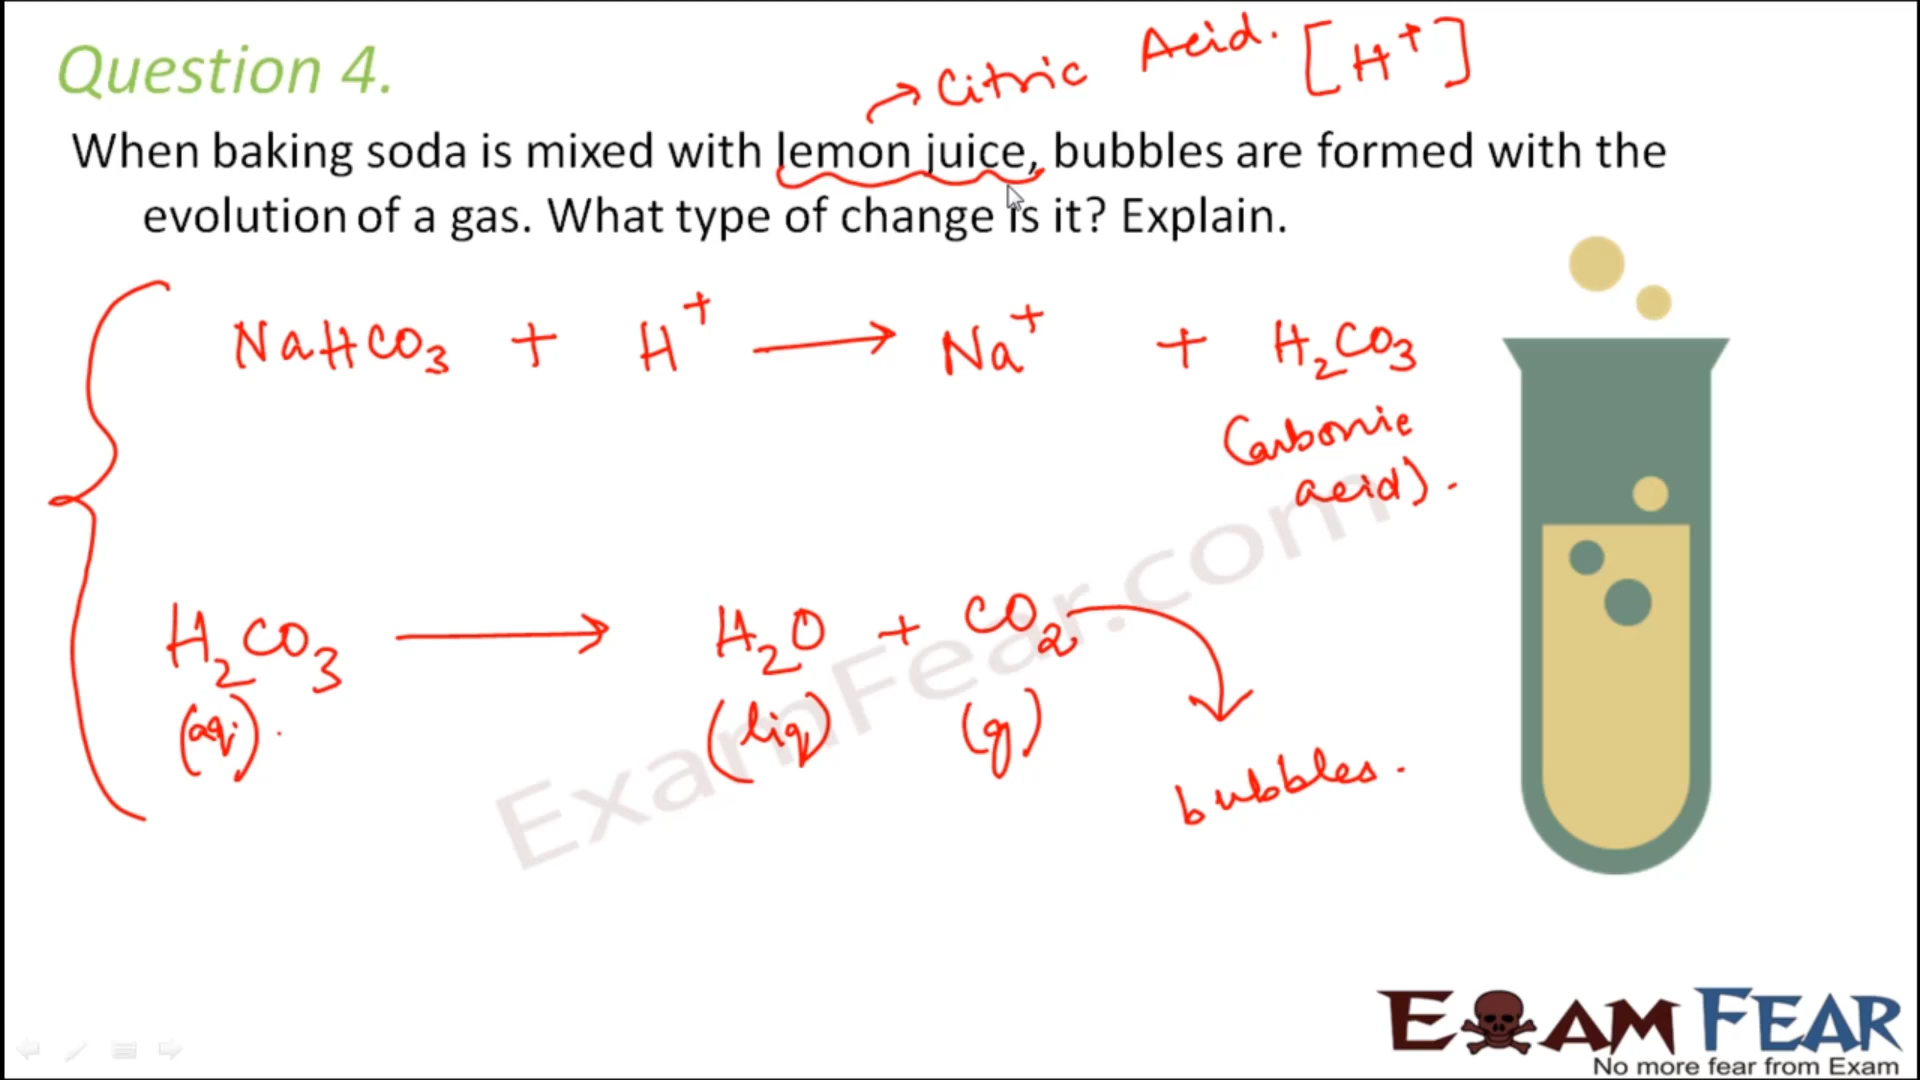 Question 4.
→ Citric Acid. [H⁺]
When baking soda is mixed with lemon juice, bubbles are formed with the
evolution of a gas. What type of change is it? Explain.
NaHCO₃ + H⁺ → Na⁺ + H₂CO₃
(Carbonic
acid).
H₂CO₃ → H₂O + CO₂
(aq). (liq) (g)
bubbles.
ExamFear.com
EXAMFEAR
No more fear from Exam